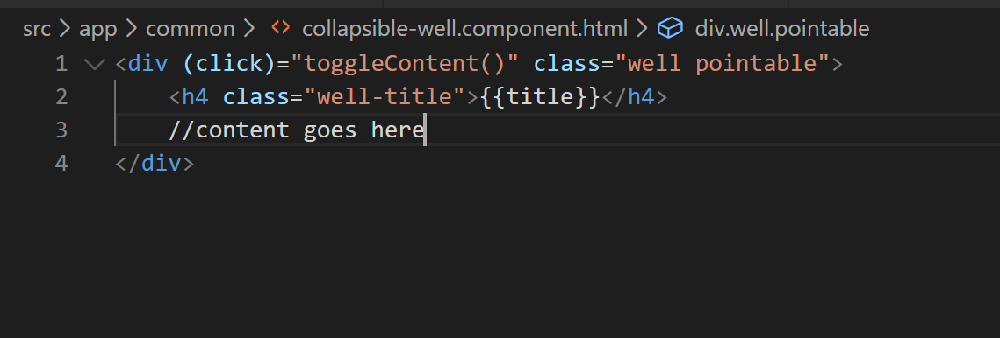 src > app > common > <> collapsible-well.component.html > div.well.pointable
1 <div (click)="toggleContent()" class="well pointable">
2 <h4 class="well-title">{{title}}</h4>
3 //content goes here
4 </div>